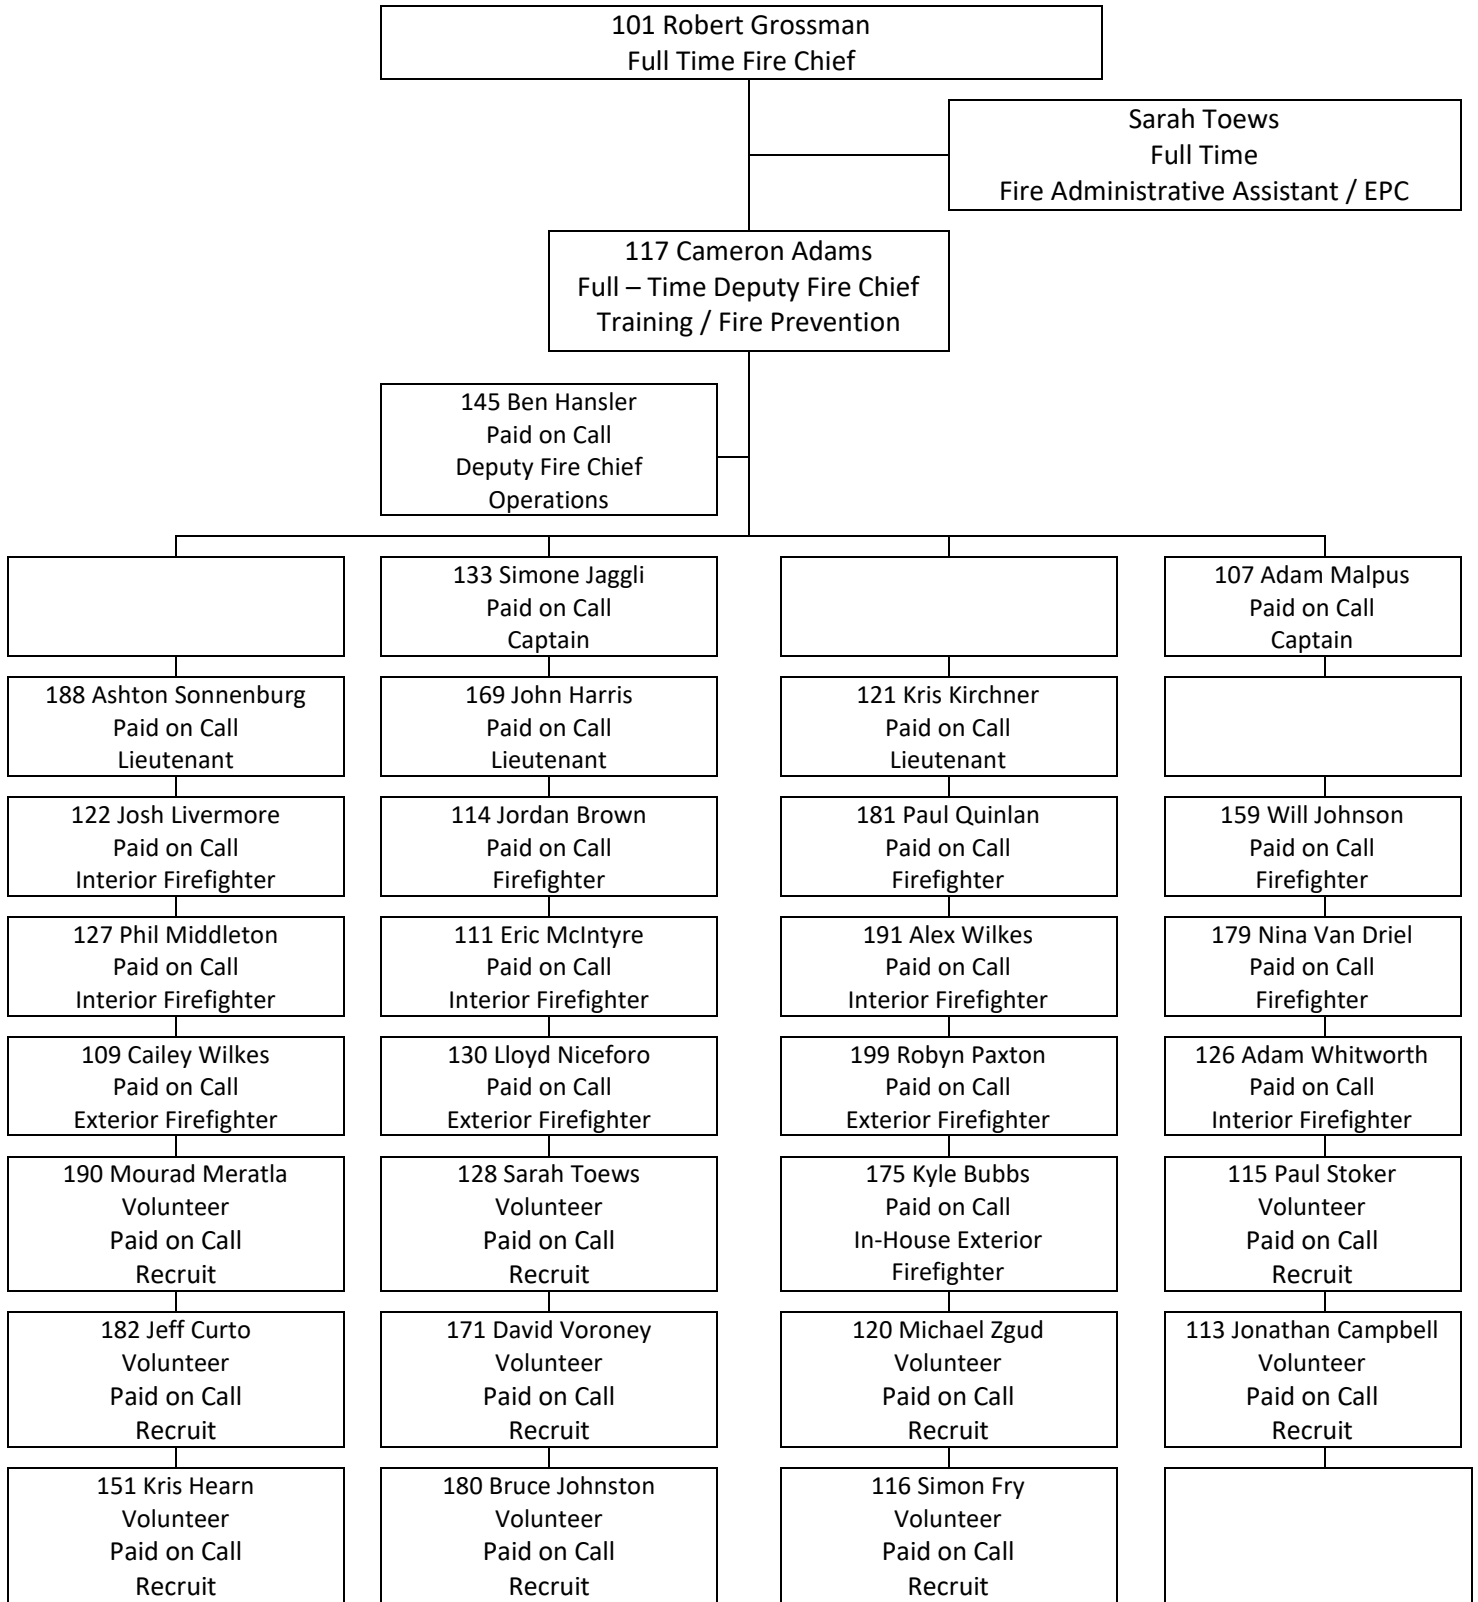 101 Robert Grossman
Full Time Fire Chief
Sarah Toews
Full Time
Fire Administrative Assistant / EPC
117 Cameron Adams
Full – Time Deputy Fire Chief
Training / Fire Prevention
145 Ben Hansler
Paid on Call
Deputy Fire Chief
Operations
133 Simone Jaggli
Paid on Call
Captain
107 Adam Malpus
Paid on Call
Captain
188 Ashton Sonnenburg
Paid on Call
Lieutenant
169 John Harris
Paid on Call
Lieutenant
121 Kris Kirchner
Paid on Call
Lieutenant
122 Josh Livermore
Paid on Call
Interior Firefighter
114 Jordan Brown
Paid on Call
Firefighter
181 Paul Quinlan
Paid on Call
Firefighter
159 Will Johnson
Paid on Call
Firefighter
127 Phil Middleton
Paid on Call
Interior Firefighter
111 Eric McIntyre
Paid on Call
Interior Firefighter
191 Alex Wilkes
Paid on Call
Interior Firefighter
179 Nina Van Driel
Paid on Call
Firefighter
109 Cailey Wilkes
Paid on Call
Exterior Firefighter
130 Lloyd Niceforo
Paid on Call
Exterior Firefighter
199 Robyn Paxton
Paid on Call
Exterior Firefighter
126 Adam Whitworth
Paid on Call
Interior Firefighter
190 Mourad Meratla
Volunteer
Paid on Call
Recruit
128 Sarah Toews
Volunteer
Paid on Call
Recruit
175 Kyle Bubbs
Paid on Call
In-House Exterior
Firefighter
115 Paul Stoker
Volunteer
Paid on Call
Recruit
182 Jeff Curto
Volunteer
Paid on Call
Recruit
171 David Voroney
Volunteer
Paid on Call
Recruit
120 Michael Zgud
Volunteer
Paid on Call
Recruit
113 Jonathan Campbell
Volunteer
Paid on Call
Recruit
151 Kris Hearn
Volunteer
Paid on Call
Recruit
180 Bruce Johnston
Volunteer
Paid on Call
Recruit
116 Simon Fry
Volunteer
Paid on Call
Recruit